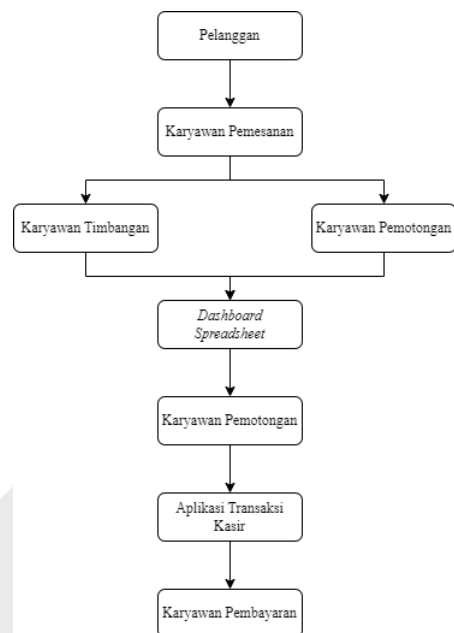 Pelanggan
Karyawan Pemesanan
Karyawan Timbangan
Karyawan Pemotongan
Dashboard
Spreadsheet
Karyawan Pemotongan
Aplikasi Transaksi
Kasir
Karyawan Pembayaran